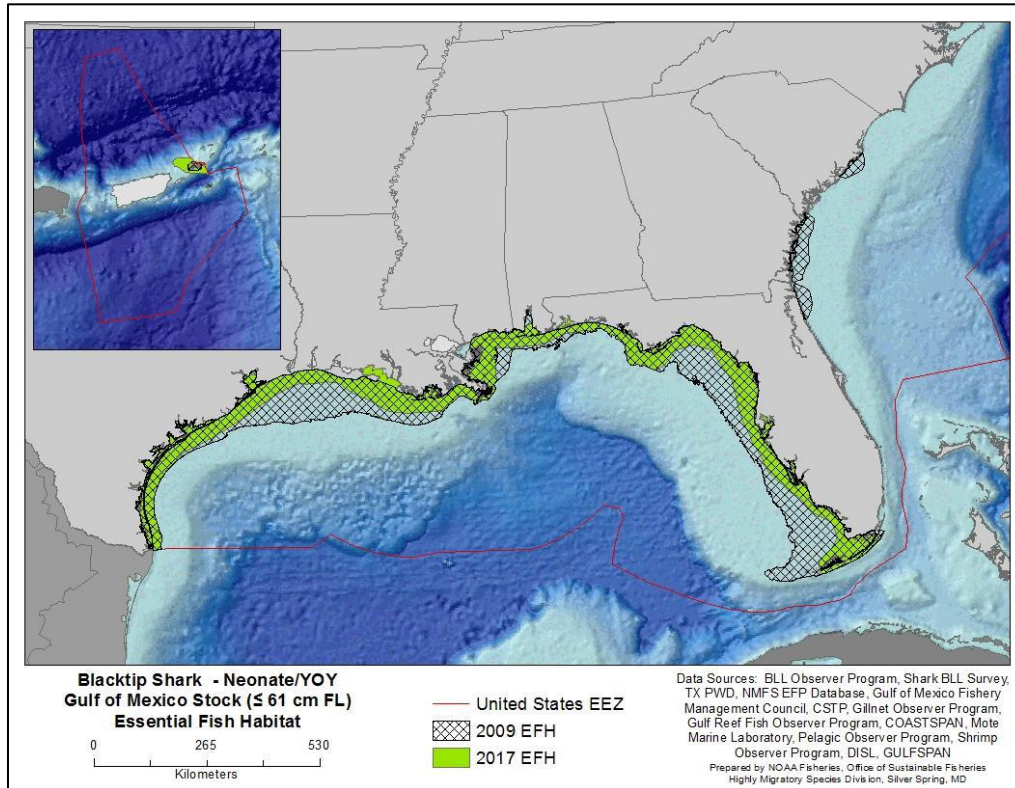 Blacktip Shark - Neonate/YOY
Gulf of Mexico Stock (≤ 61 cm FL)
Essential Fish Habitat
0 265 530
Kilometers
United States EEZ
2009 EFH
2017 EFH
Data Sources: BLL Observer Program, Shark BLL Survey,
TX PWD, NMFS EFP Database, Gulf of Mexico Fishery
Management Council, CSTP, Gillnet Observer Program,
Gulf Reef Fish Observer Program, COASTSPAN, Mote
Marine Laboratory, Pelagic Observer Program, Shrimp
Observer Program, DISL, GULFSPAN
Prepared by NOAA Fisheries, Office of Sustainable Fisheries
Highly Migratory Species Division, Silver Spring, MD